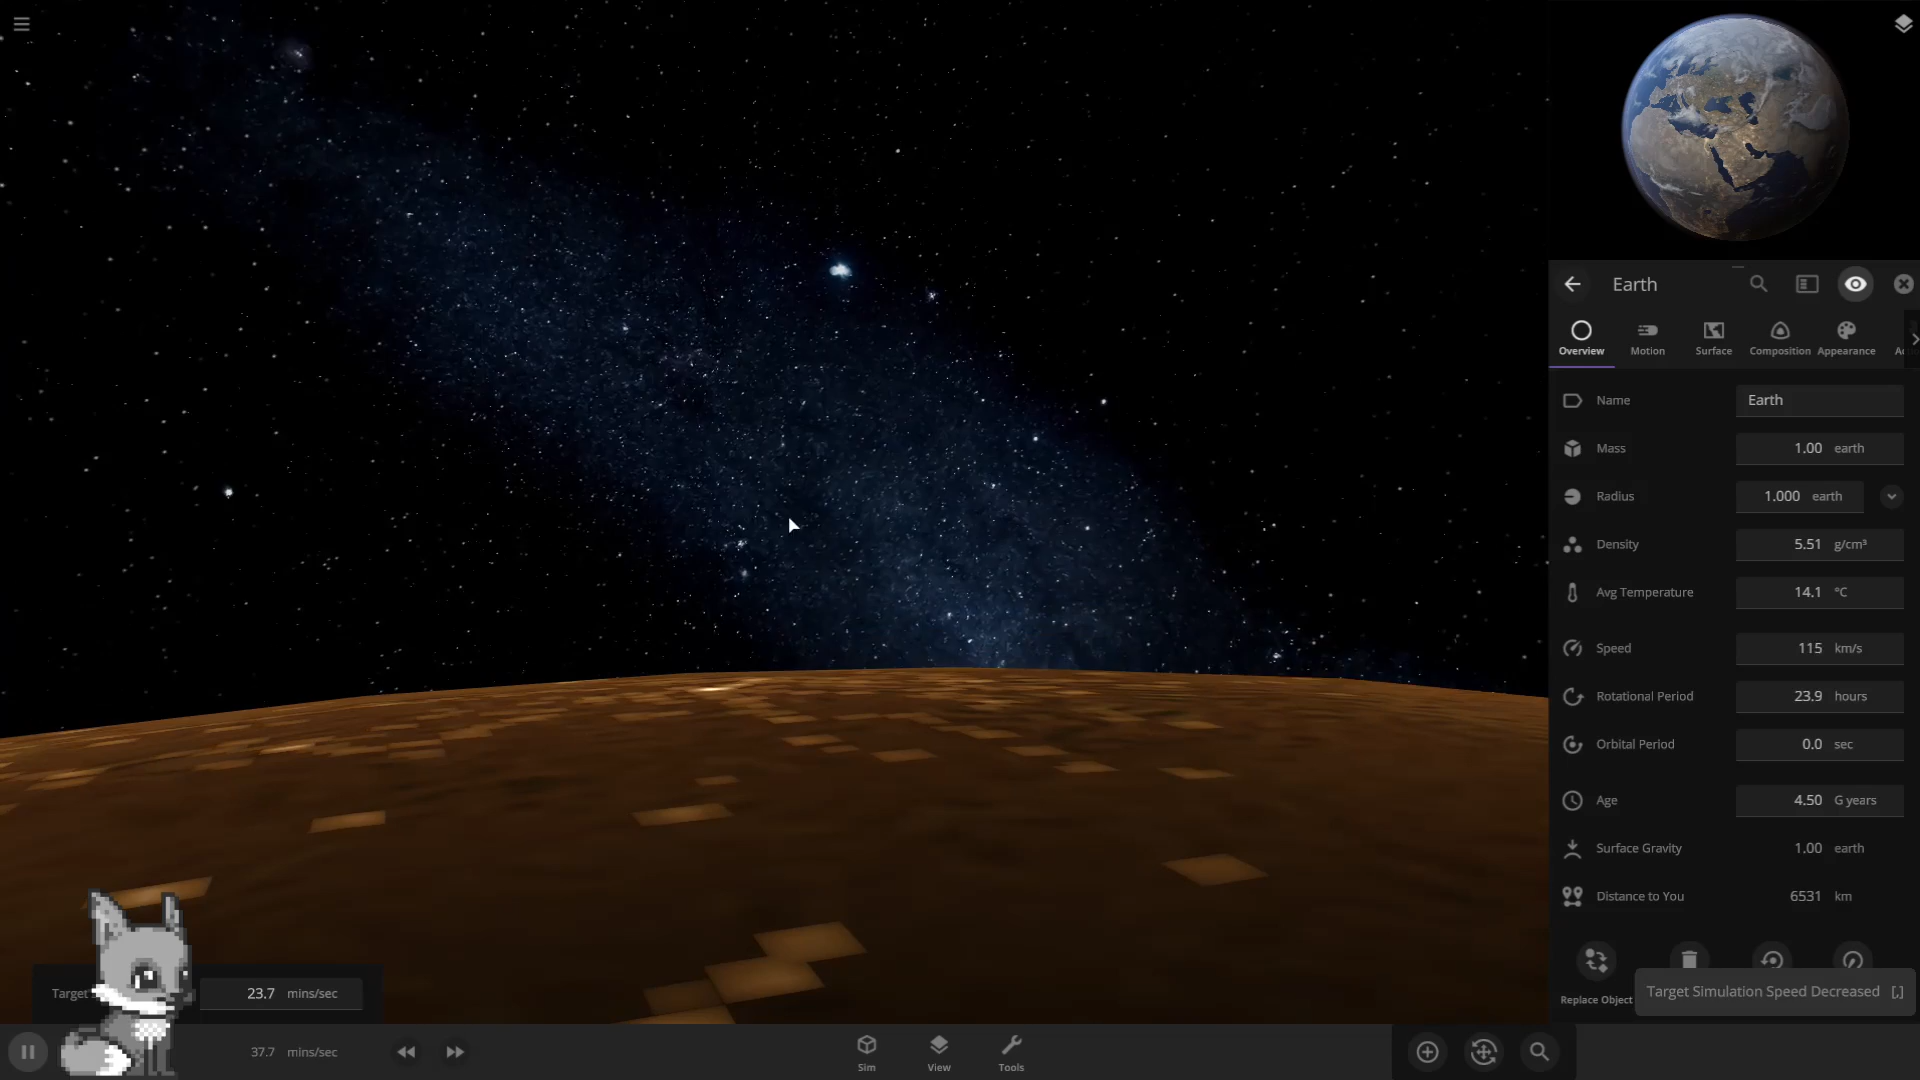 Earth
Overview
Motion
Surface
Composition
Appearance
Name Earth
Mass 1.00 earth
Radius 1.000 earth
Density 5.51 g/cm³
Avg Temperature 14.1 °C
Speed 115 km/s
Rotational Period 23.9 hours
Orbital Period 0.0 sec
Age 4.50 G years
Surface Gravity 1.00 earth
Distance to You 6531 km
Replace Object
Target Simulation Speed Decreased [,]
Target 23.7 mins/sec
37.7 mins/sec
Sim
View
Tools